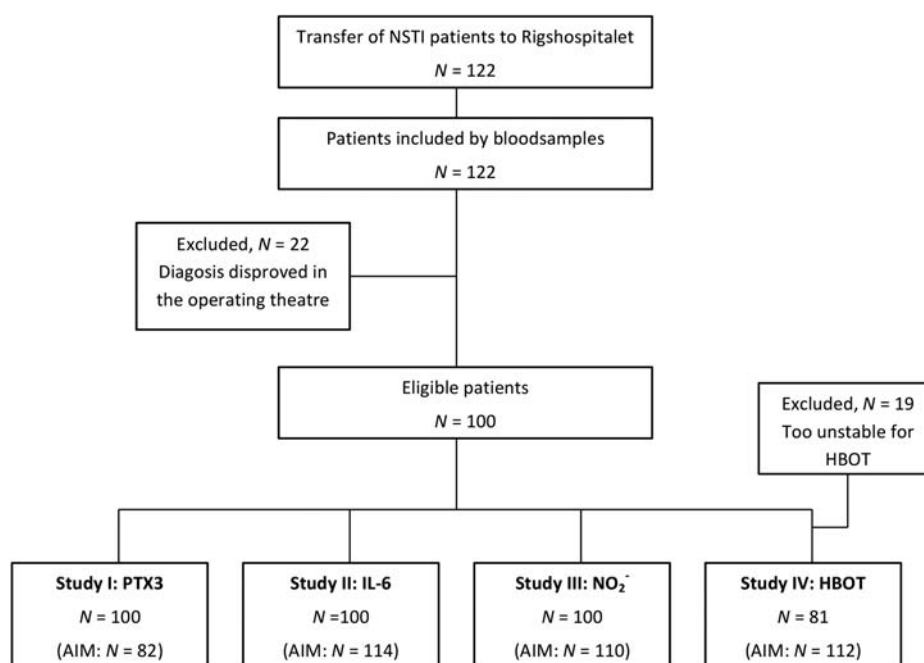 Transfer of NSTI patients to Rigshospitalet
N = 122
Patients included by bloodsamples
N = 122
Excluded, N = 22
Diagosis disproved in
the operating theatre
Eligible patients
N = 100
Excluded, N = 19
Too unstable for
HBOT
Study I: PTX3
N = 100
(AIM: N = 82)
Study II: IL-6
N =100
(AIM: N = 114)
Study III: NO₂⁻
N = 100
(AIM: N = 110)
Study IV: HBOT
N = 81
(AIM: N = 112)